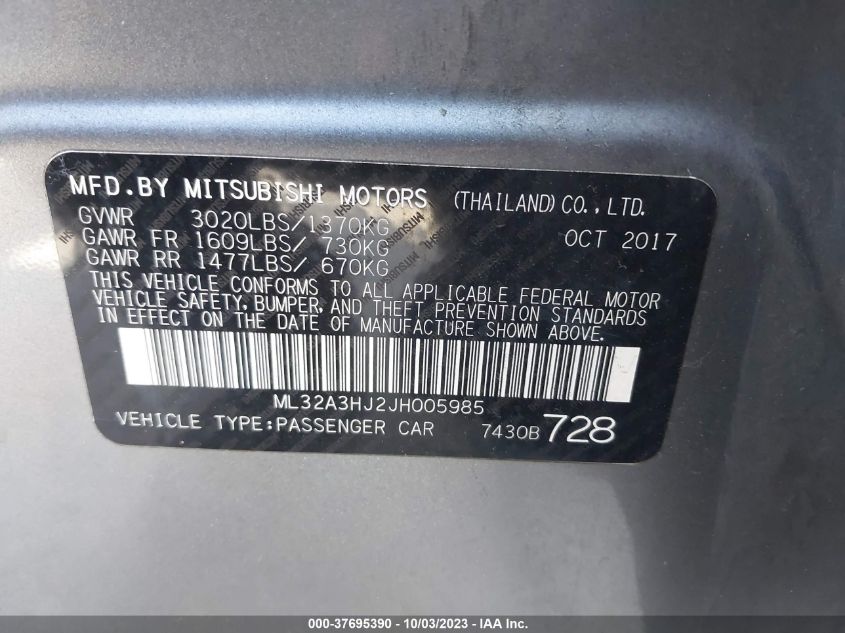 MFD.BY MITSUBISHI MOTORS (THAILAND) CO., LTD.
GVWR 3020LBS/1370KG
OCT 2017
GAWR FR 1609LBS/ 730KG
GAWR RR 1477LBS/ 670KG
THIS VEHICLE CONFORMS TO ALL APPLICABLE FEDERAL MOTOR
VEHICLE SAFETY, BUMPER, AND THEFT PREVENTION STANDARDS
IN EFFECT ON THE DATE OF MANUFACTURE SHOWN ABOVE.
ML32A3HJ2JH005985
VEHICLE TYPE:PASSENGER CAR 7430B 728
000-37695390 - 10/03/2023 - IAA Inc.